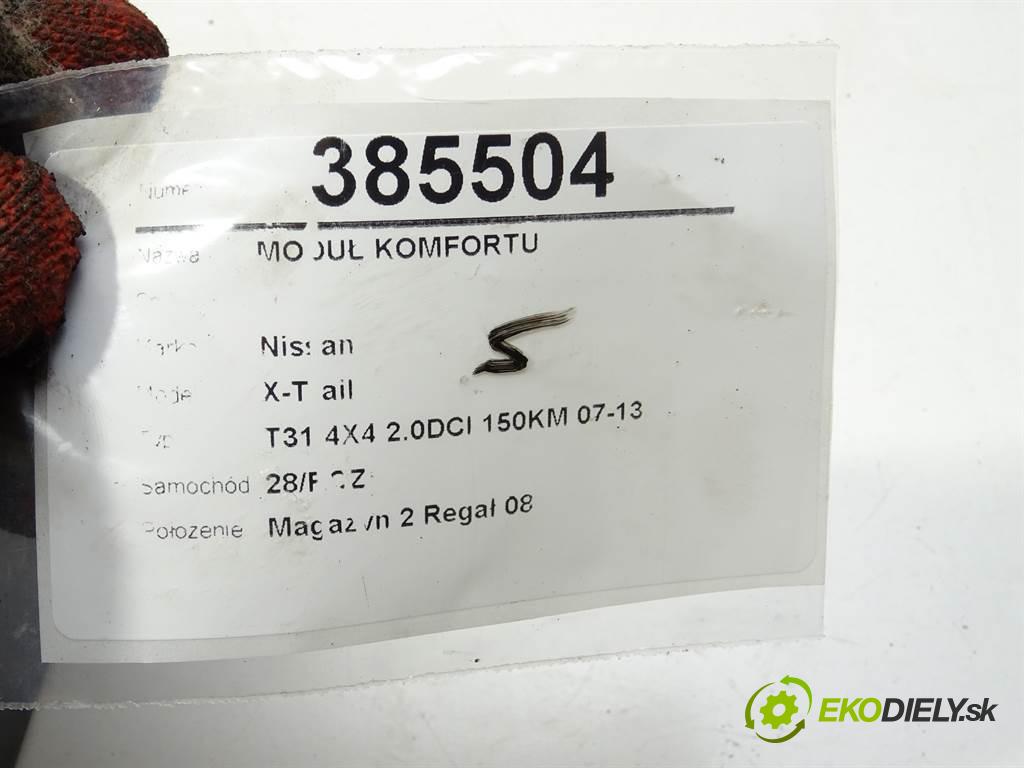 385504
MODUŁ KOMFORTU
Nissan
X-Trail
T31 4X4 2.0DCI 150KM 07-13
Samochód 28/
Położenie Magazyn 2 Regał 08
EKODIELY.sk